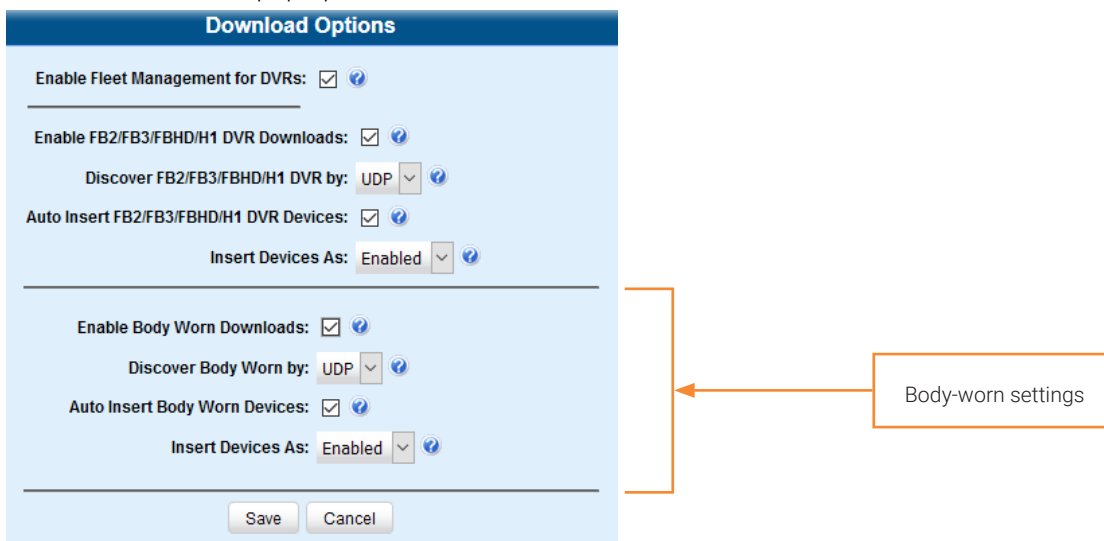 Download Options
Enable Fleet Management for DVRs:
Enable FB2/FB3/FBHD/H1 DVR Downloads:
Discover FB2/FB3/FBHD/H1 DVR by: UDP
Auto Insert FB2/FB3/FBHD/H1 DVR Devices:
Insert Devices As: Enabled
Enable Body Worn Downloads:
Discover Body Worn by: UDP
Auto Insert Body Worn Devices:
Insert Devices As: Enabled
Body-worn settings
Save Cancel